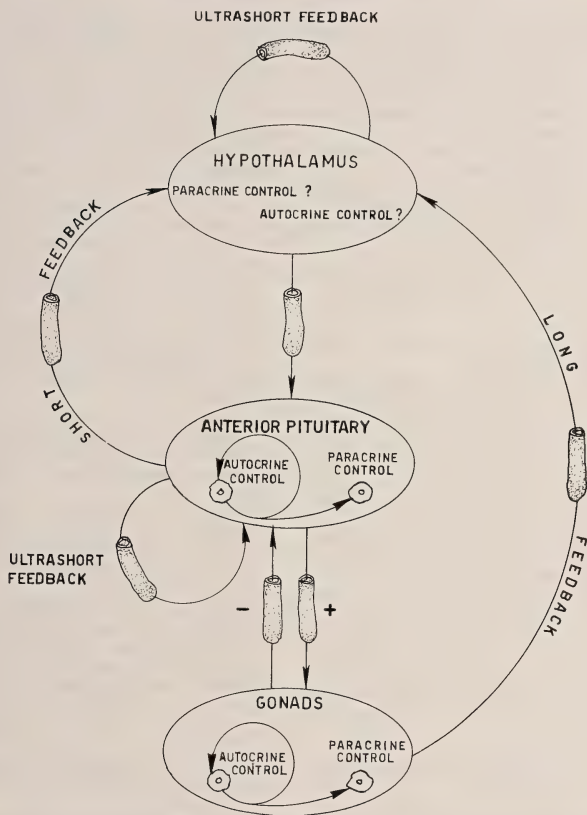 ULTRASHORT FEEDBACK
HYPOTHALAMUS
PARACRINE CONTROL ?
AUTOCRINE CONTROL ?
SHORT FEEDBACK
LONG FEEDBACK
ANTERIOR PITUITARY
AUTOCRINE
CONTROL
PARACRINE
CONTROL
ULTRASHORT
FEEDBACK
- +
GONADS
AUTOCRINE
CONTROL
PARACRINE
CONTROL